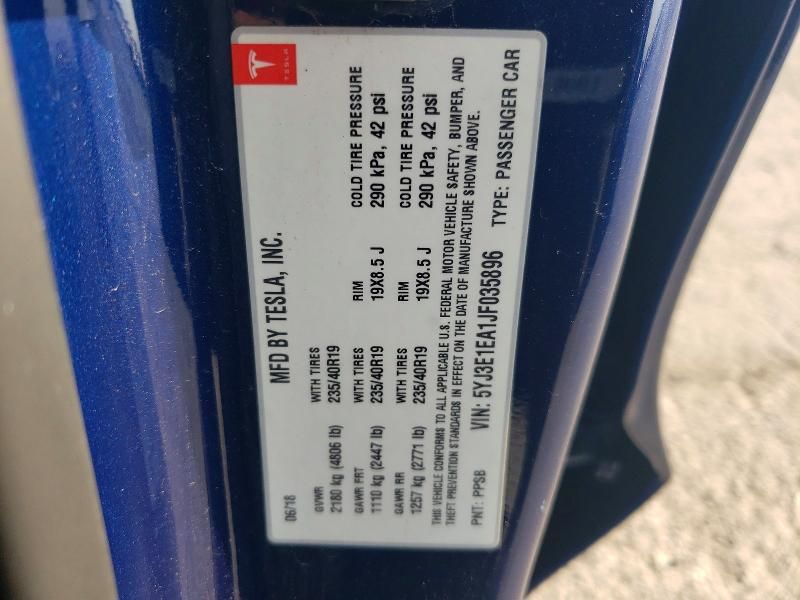 TESLA
06/18 MFD BY TESLA, INC.
GVWR WITH TIRES
2180 kg (4806 lb) 235/40R19
GAWR FRT WITH TIRES RIM COLD TIRE PRESSURE
1110 kg (2447 lb) 235/40R19 19X8.5 J 290 kPa, 42 psi
GAWR RR WITH TIRES RIM COLD TIRE PRESSURE
1257 kg (2771 lb) 235/40R19 19X8.5 J 290 kPa, 42 psi
THIS VEHICLE CONFORMS TO ALL APPLICABLE U.S. FEDERAL MOTOR VEHICLE SAFETY, BUMPER, AND
THEFT PREVENTION STANDARDS IN EFFECT ON THE DATE OF MANUFACTURE SHOWN ABOVE.
PNT: PPSB VIN: 5YJ3E1EA1JF035896 TYPE: PASSENGER CAR